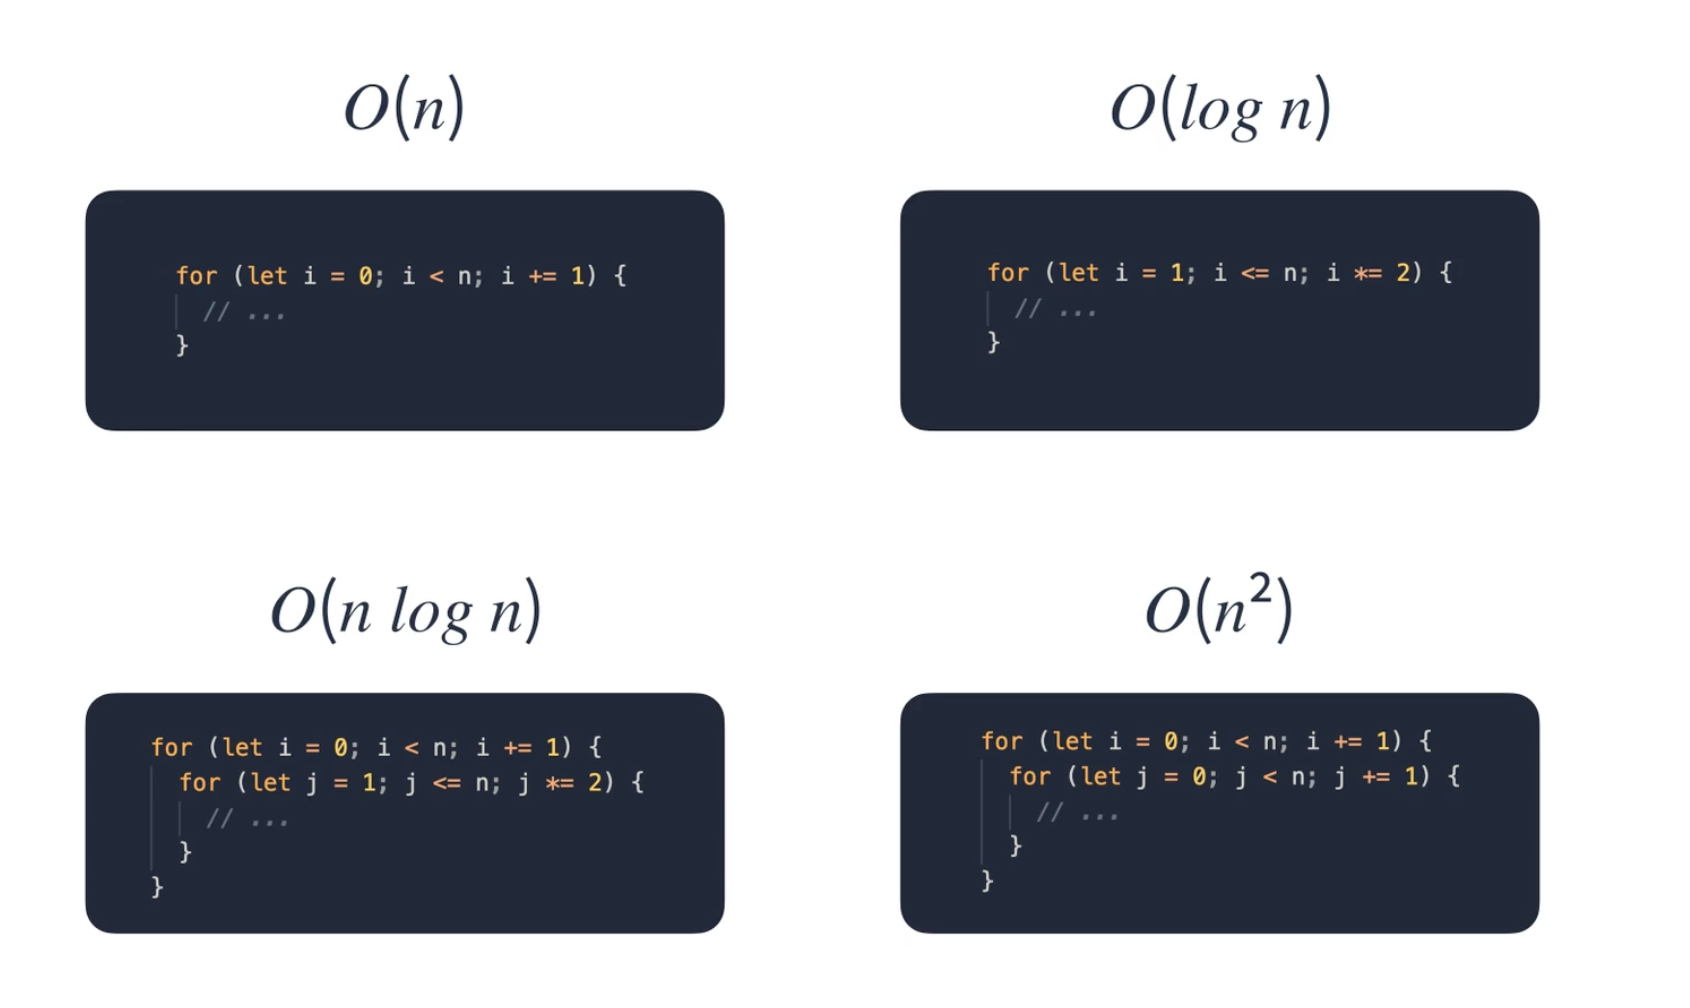 O(n)
for (let i = 0; i < n; i += 1) {
// ...
}
O(log n)
for (let i = 1; i <= n; i *= 2) {
// ...
}
O(n log n)
for (let i = 0; i < n; i += 1) {
for (let j = 1; j <= n; j *= 2) {
// ...
}
}
O(n²)
for (let i = 0; i < n; i += 1) {
for (let j = 0; j < n; j += 1) {
// ...
}
}